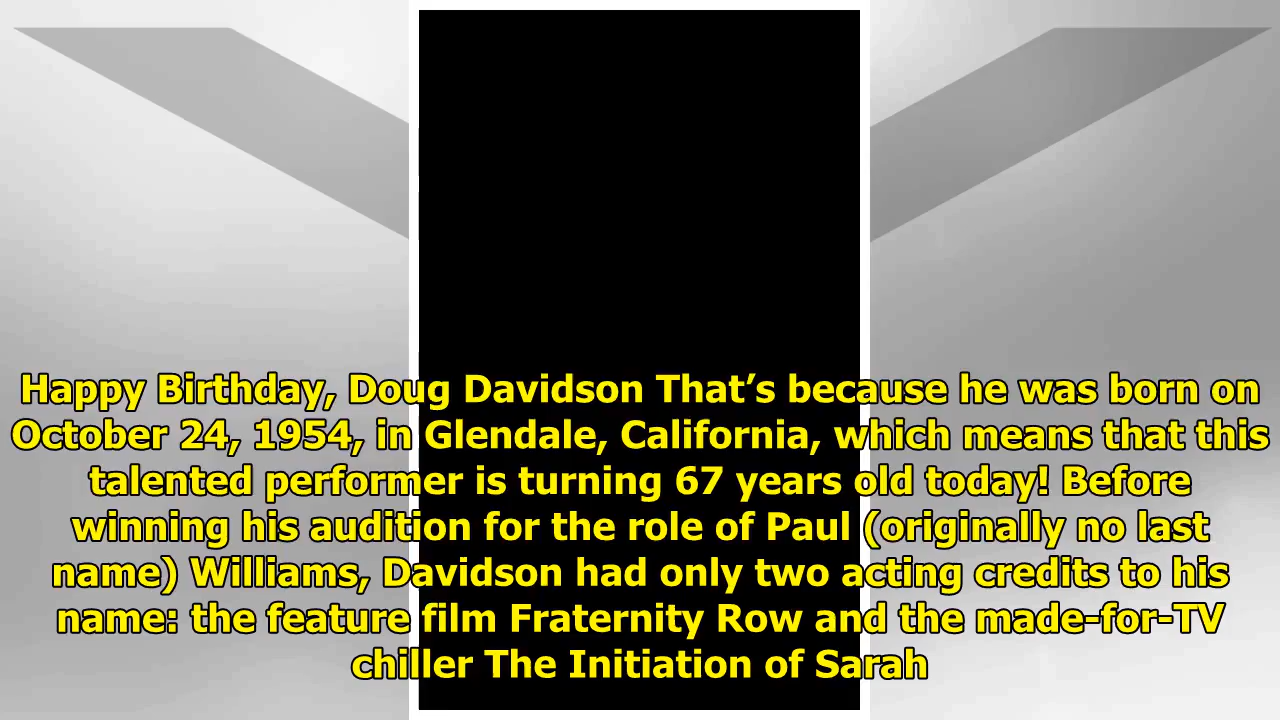 Happy Birthday, Doug Davidson That’s because he was born on
October 24, 1954, in Glendale, California, which means that this
talented performer is turning 67 years old today! Before
winning his audition for the role of Paul (originally no last
name) Williams, Davidson had only two acting credits to his
name: the feature film Fraternity Row and the made-for-TV
chiller The Initiation of Sarah